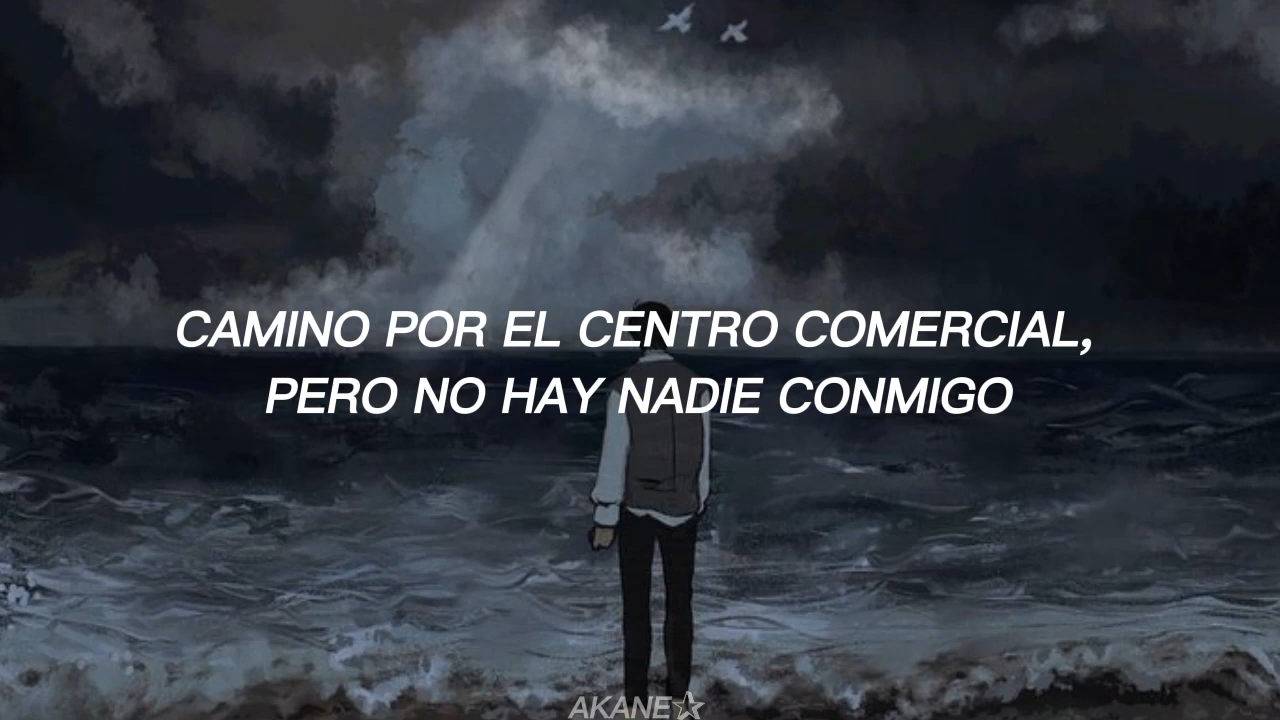 CAMINO POR EL CENTRO COMERCIAL,
PERO NO HAY NADIE CONMIGO
AKANE☆